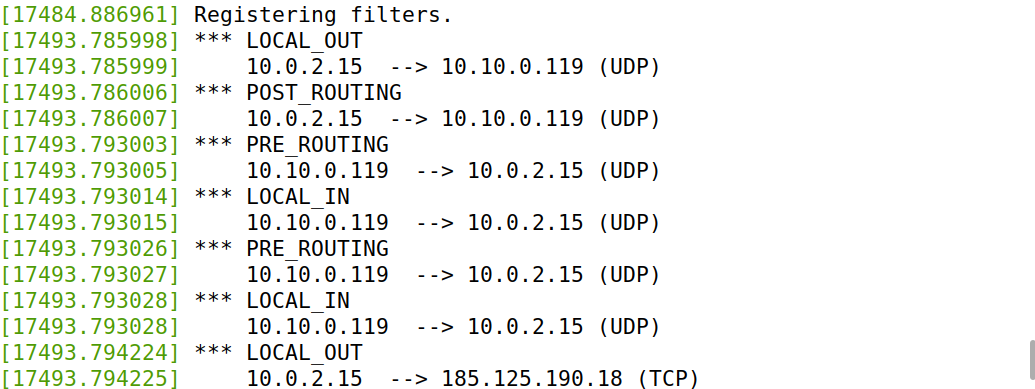 [17484.886961] Registering filters.
[17493.785998] *** LOCAL_OUT
[17493.785999]     10.0.2.15  --> 10.10.0.119 (UDP)
[17493.786006] *** POST_ROUTING
[17493.786007]     10.0.2.15  --> 10.10.0.119 (UDP)
[17493.793003] *** PRE_ROUTING
[17493.793005]     10.10.0.119  --> 10.0.2.15 (UDP)
[17493.793014] *** LOCAL_IN
[17493.793015]     10.10.0.119  --> 10.0.2.15 (UDP)
[17493.793026] *** PRE_ROUTING
[17493.793027]     10.10.0.119  --> 10.0.2.15 (UDP)
[17493.793028] *** LOCAL_IN
[17493.793028]     10.10.0.119  --> 10.0.2.15 (UDP)
[17493.794224] *** LOCAL_OUT
[17493.794225]     10.0.2.15  --> 185.125.190.18 (TCP)